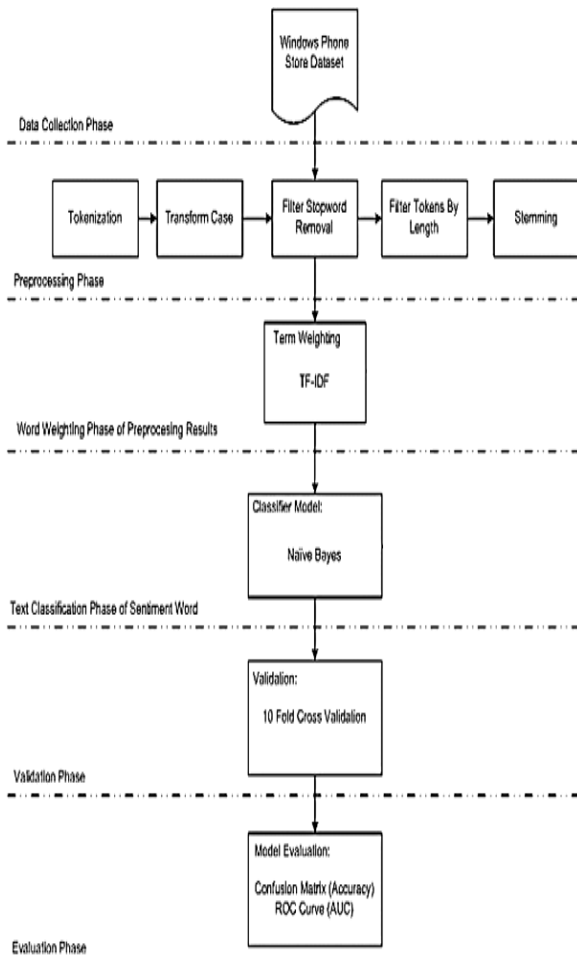 Windows Phone
Store Dataset
Data Collection Phase
Tokenization
Transform Case
Filter Stopword
Removal
Filter Tokens By
Length
Stemming
Preprocessing Phase
Term Weighting
TF-IDF
Word Weighting Phase of Preprocesing Results
Classifier Model:
Naïve Bayes
Text Classification Phase of Sentiment Word
Validation:
10 Fold Cross Validation
Validation Phase
Model Evaluation:
Confusion Matrix (Accuracy)
ROC Curve (AUC)
Evaluation Phase